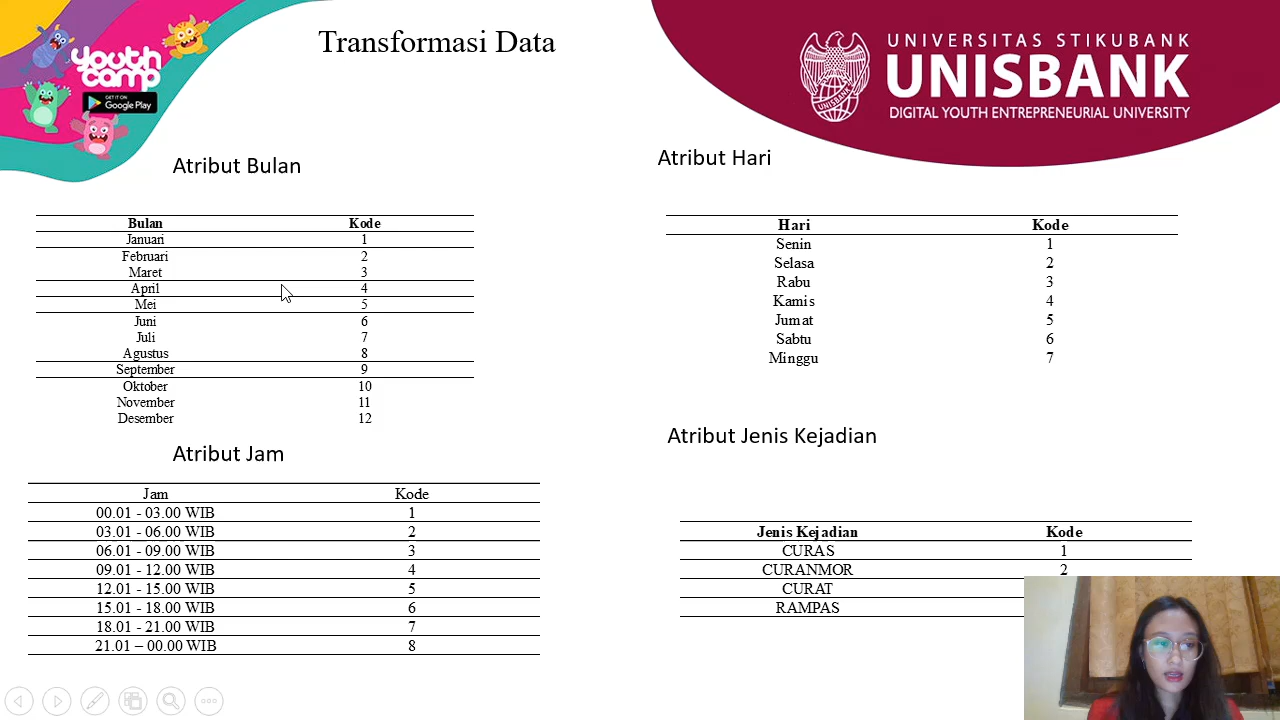 Transformasi Data
youth
camp
GET IT ON
Google Play
UNIVERSITAS STIKUBANK
UNISBANK
DIGITAL YOUTH ENTREPRENEURIAL UNIVERSITY
UNISBANK
Atribut Bulan
Bulan Kode
Januari 1
Februari 2
Maret 3
April 4
Mei 5
Juni 6
Juli 7
Agustus 8
September 9
Oktober 10
November 11
Desember 12
Atribut Hari
Hari Kode
Senin 1
Selasa 2
Rabu 3
Kamis 4
Jumat 5
Sabtu 6
Minggu 7
Atribut Jam
Jam Kode
00.01 - 03.00 WIB 1
03.01 - 06.00 WIB 2
06.01 - 09.00 WIB 3
09.01 - 12.00 WIB 4
12.01 - 15.00 WIB 5
15.01 - 18.00 WIB 6
18.01 - 21.00 WIB 7
21.01 – 00.00 WIB 8
Atribut Jenis Kejadian
Jenis Kejadian Kode
CURAS 1
CURANMOR 2
CURAT
RAMPAS